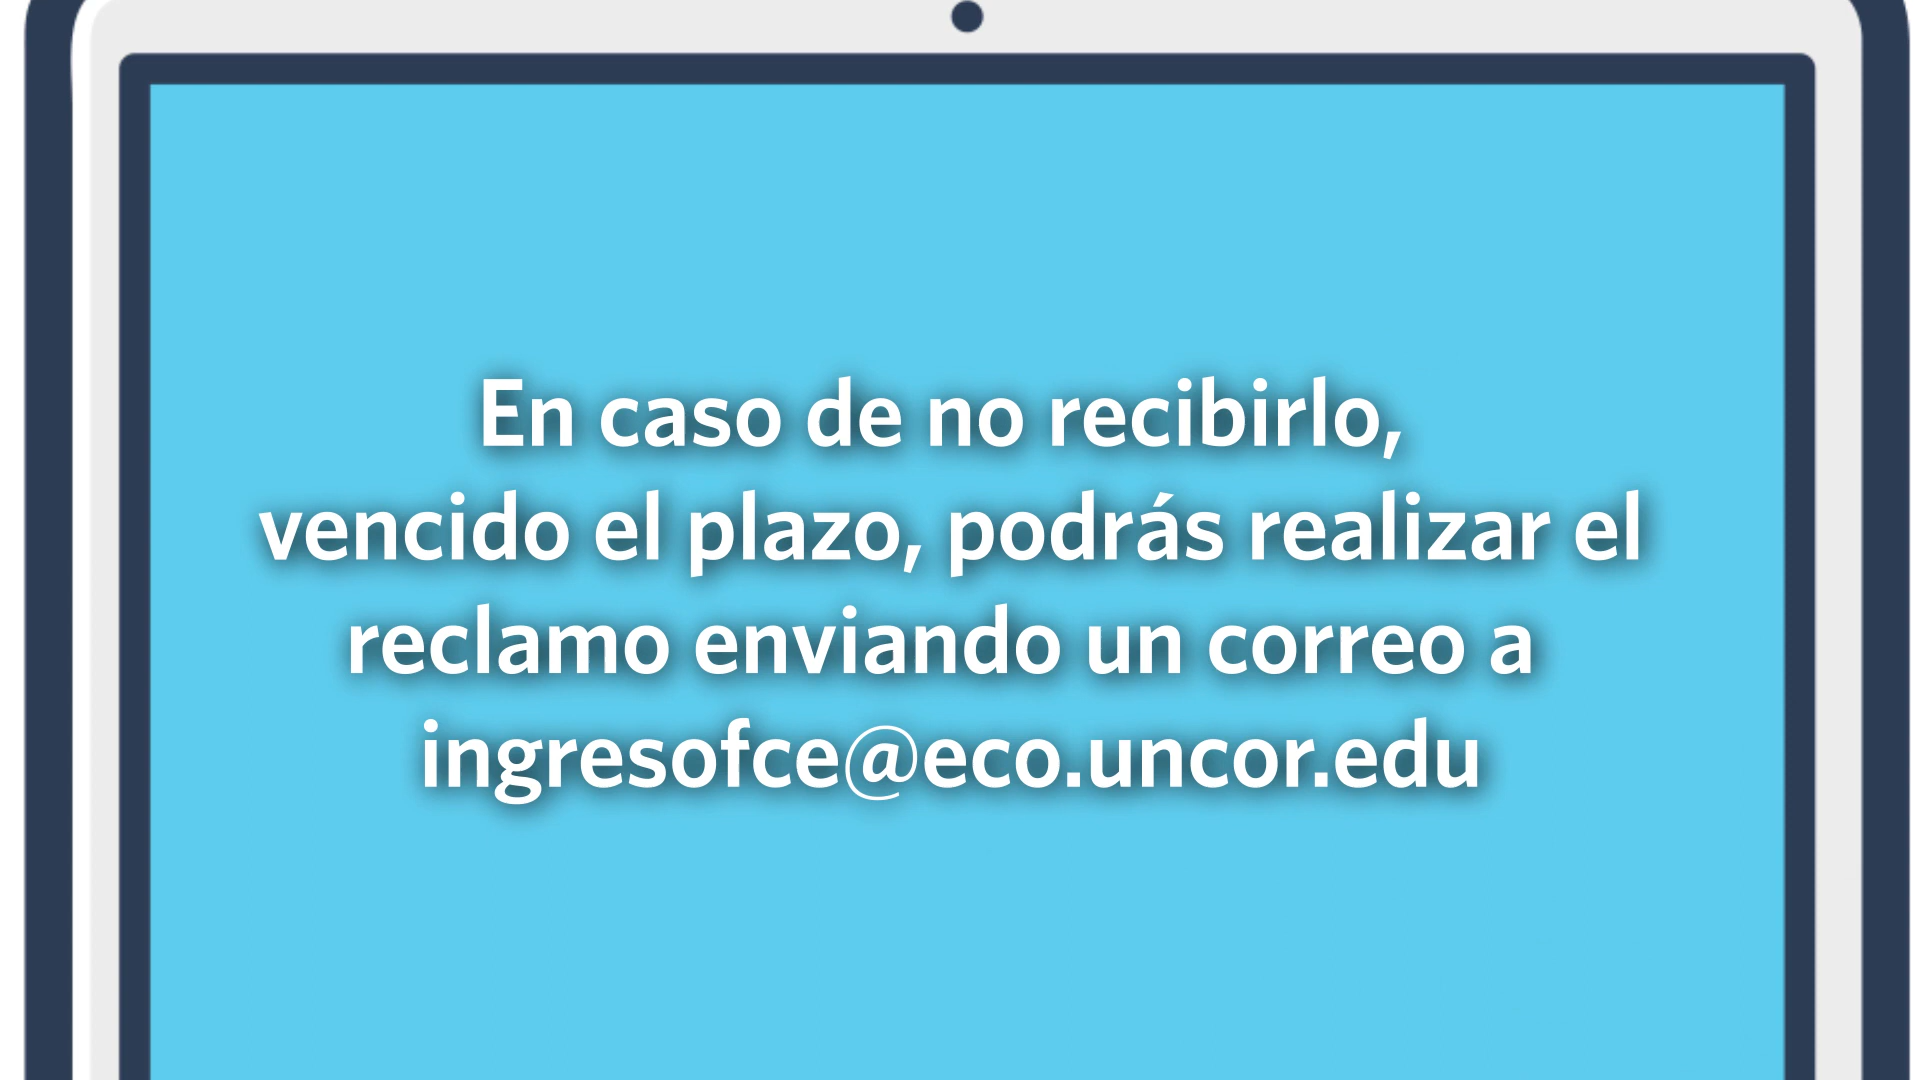 En caso de no recibirlo,
vencido el plazo, podrás realizar el
reclamo enviando un correo a
ingresofce@eco.uncor.edu